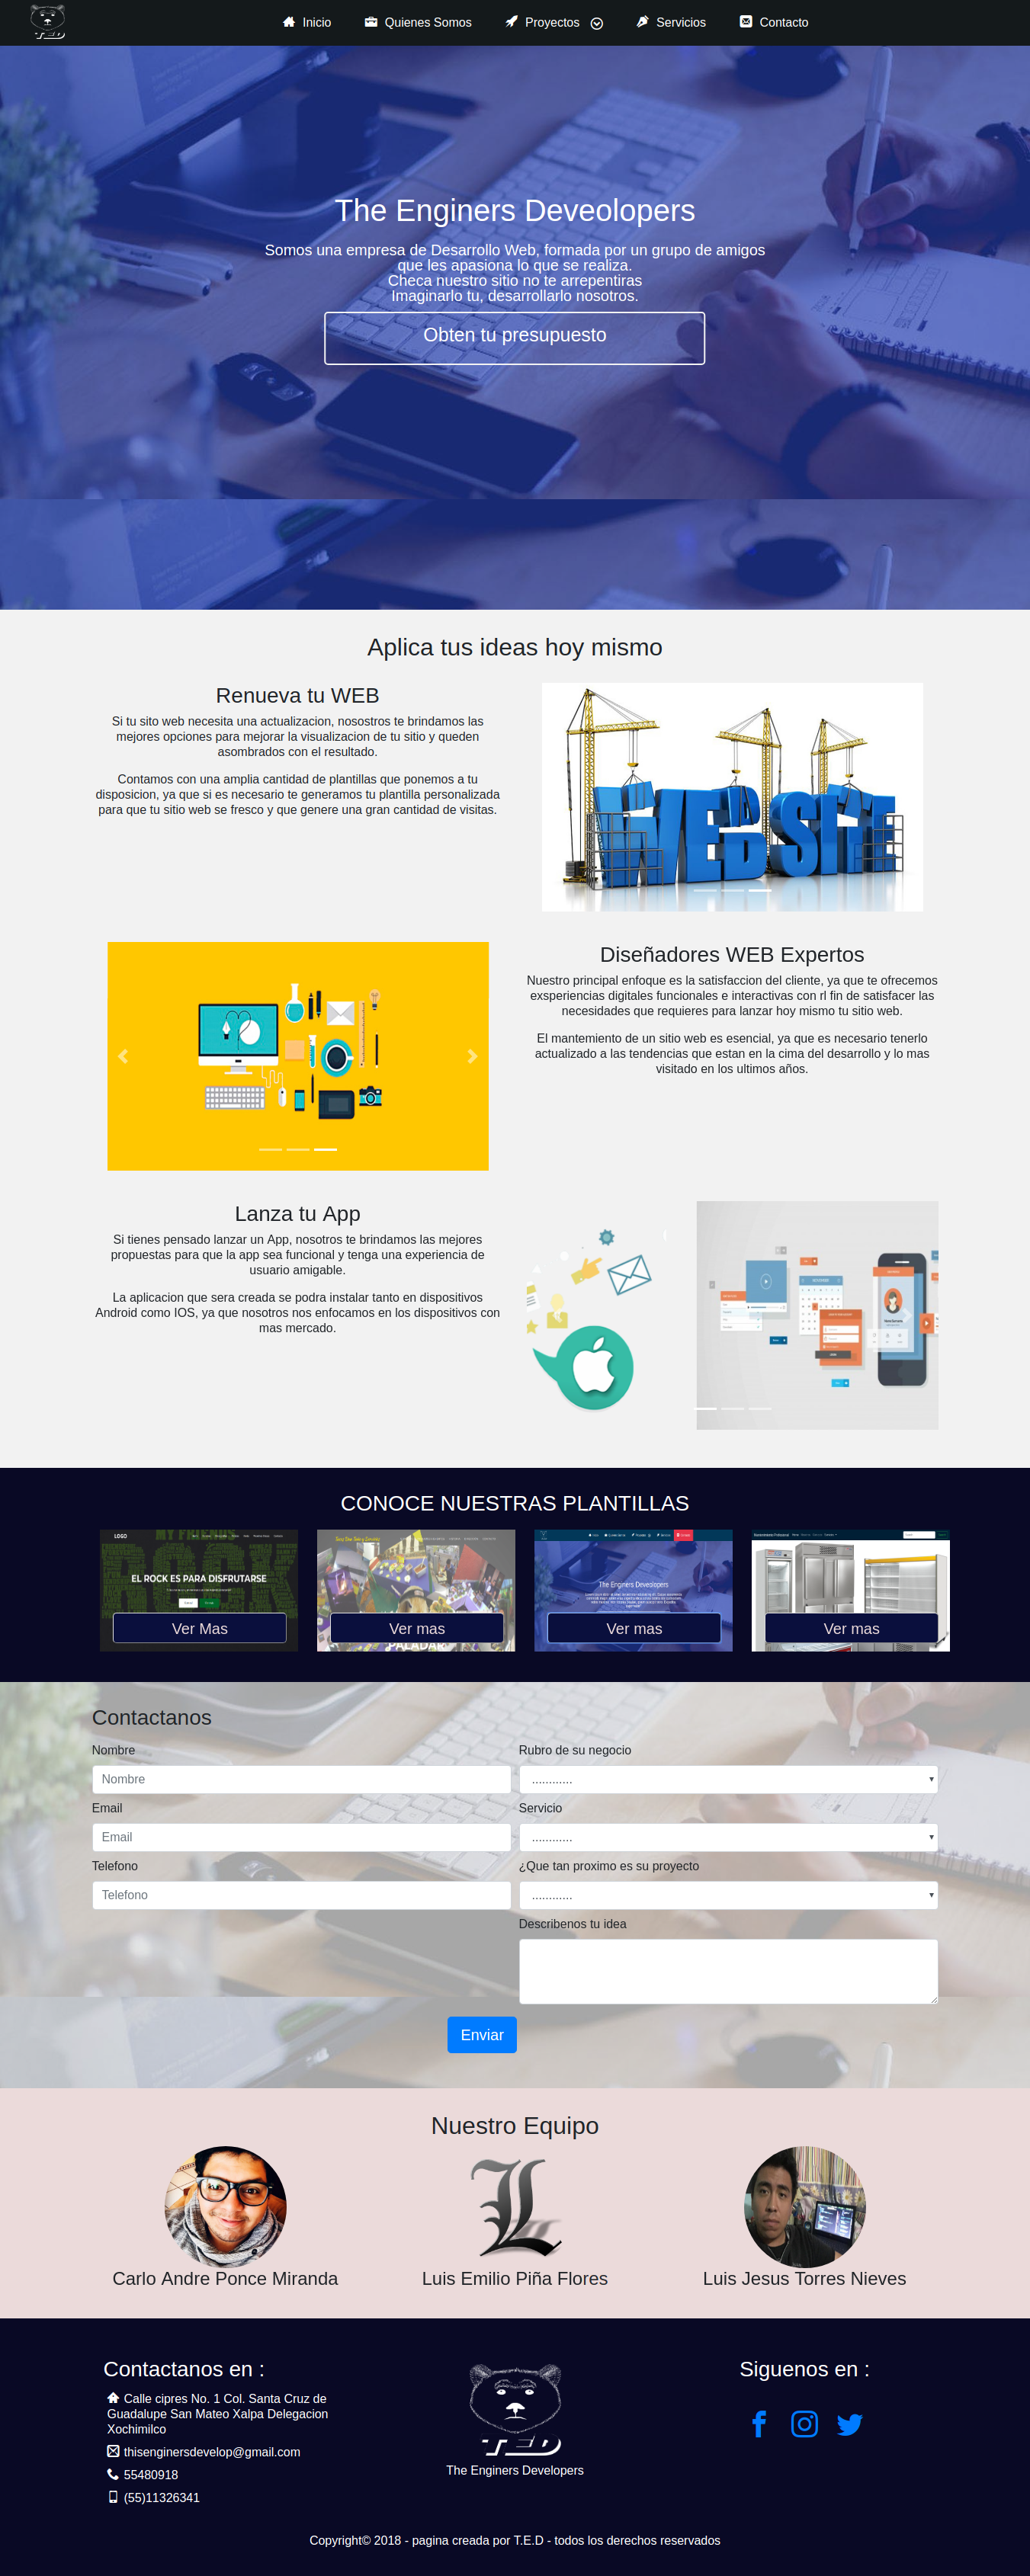 TED
Inicio
Quienes Somos
Proyectos
Servicios
Contacto
The Enginers Deveolopers
Somos una empresa de Desarrollo Web, formada por un grupo de amigos
que les apasiona lo que se realiza.
Checa nuestro sitio no te arrepentiras
Imaginarlo tu, desarrollarlo nosotros.
Obten tu presupuesto
Aplica tus ideas hoy mismo
Renueva tu WEB
Si tu sito web necesita una actualizacion, nosostros te brindamos las
mejores opciones para mejorar la visualizacion de tu sitio y queden
asombrados con el resultado.
Contamos con una amplia cantidad de plantillas que ponemos a tu
disposicion, ya que si es necesario te generamos tu plantilla personalizada
para que tu sitio web se fresco y que genere una gran cantidad de visitas.
WEB SITE
Diseñadores WEB Expertos
Nuestro principal enfoque es la satisfaccion del cliente, ya que te ofrecemos
exsperiencias digitales funcionales e interactivas con rl fin de satisfacer las
necesidades que requieres para lanzar hoy mismo tu sitio web.
El mantemiento de un sitio web es esencial, ya que es necesario tenerlo
actualizado a las tendencias que estan en la cima del desarrollo y lo mas
visitado en los ultimos años.
Lanza tu App
Si tienes pensado lanzar un App, nosotros te brindamos las mejores
propuestas para que la app sea funcional y tenga una experiencia de
usuario amigable.
La aplicacion que sera creada se podra instalar tanto en dispositivos
Android como IOS, ya que nosotros nos enfocamos en los dispositivos con
mas mercado.
CONOCE NUESTRAS PLANTILLAS
LOGO
EL ROCK ES PARA DISFRUTARSE
Ver Mas
PALADAR
Ver mas
The Enginers Deveolopers
Ver mas
Ver mas
Contactanos
Nombre
Nombre
Email
Email
Telefono
Telefono
Rubro de su negocio
............
Servicio
............
¿Que tan proximo es su proyecto
............
Describenos tu idea
Enviar
Nuestro Equipo
Carlo Andre Ponce Miranda
L
Luis Emilio Piña Flores
Luis Jesus Torres Nieves
Contactanos en :
Calle cipres No. 1 Col. Santa Cruz de
Guadalupe San Mateo Xalpa Delegacion
Xochimilco
thisenginersdevelop@gmail.com
55480918
(55)11326341
TED
The Enginers Developers
Siguenos en :
Copyright© 2018 - pagina creada por T.E.D - todos los derechos reservados